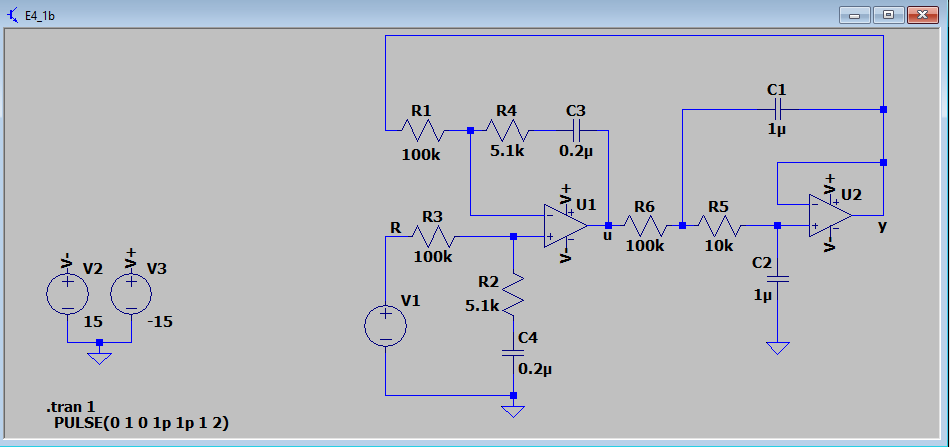 E4_1b
C1
1µ
R1
100k
R4
5.1k
C3
0.2µ
V+
U1
V-
u
R6
100k
R5
10k
V+
U2
V-
y
R
R3
100k
R2
5.1k
C2
1µ
V-
V2
15
V+
V3
-15
V1
C4
0.2µ
.tran 1
PULSE(0 1 0 1p 1p 1 2)